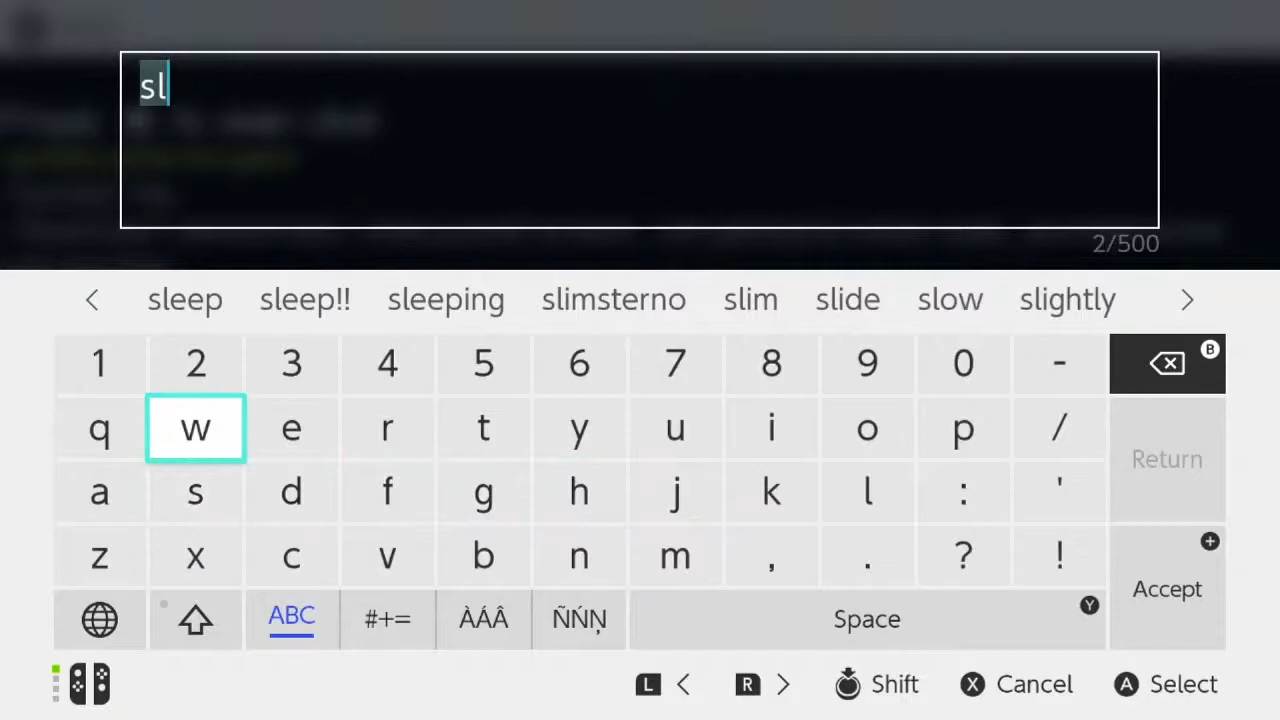 sl
2/500
sleep sleep!! sleeping slimsterno slim slide slow slightly
1 2 3 4 5 6 7 8 9 0 - B
q w e r t y u i o p / Return
a s d f g h j k l : '
z x c v b n m , . ? ! +
Accept
ABC #+= ÀÁÂ ÑŃŅ Space Y
L R Shift X Cancel A Select